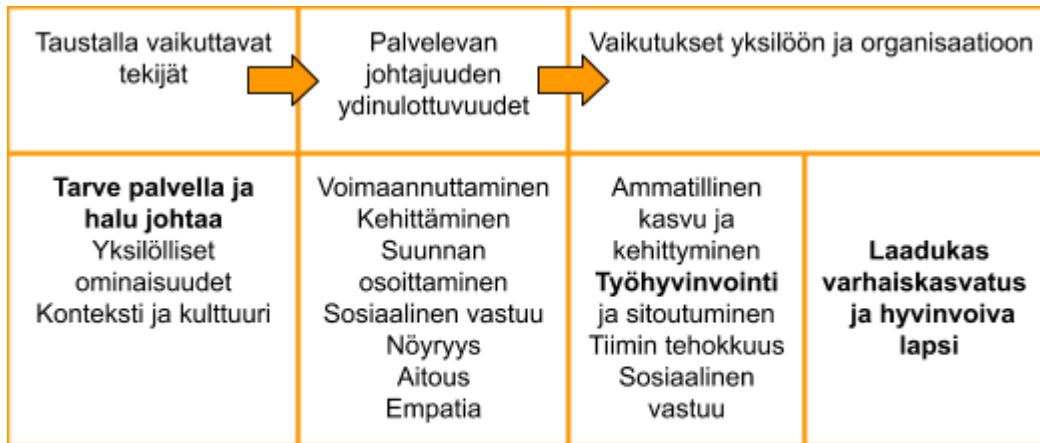 Taustalla vaikuttavat
tekijät
Palvelevan
johtajuuden
ydinulottuvuudet
Vaikutukset yksilöön ja organisaatioon
Tarve palvella ja
halu johtaa
Yksilölliset
ominaisuudet
Konteksti ja kulttuuri
Voimaannuttaminen
Kehittäminen
Suunnan
osoittaminen
Sosiaalinen vastuu
Nöyryys
Aitous
Empatia
Ammatillinen
kasvu ja
kehittyminen
Työhyvinvointi
ja sitoutuminen
Tiimin tehokkuus
Sosiaalinen
vastuu
Laadukas
varhaiskasvatus
ja hyvinvoiva
lapsi